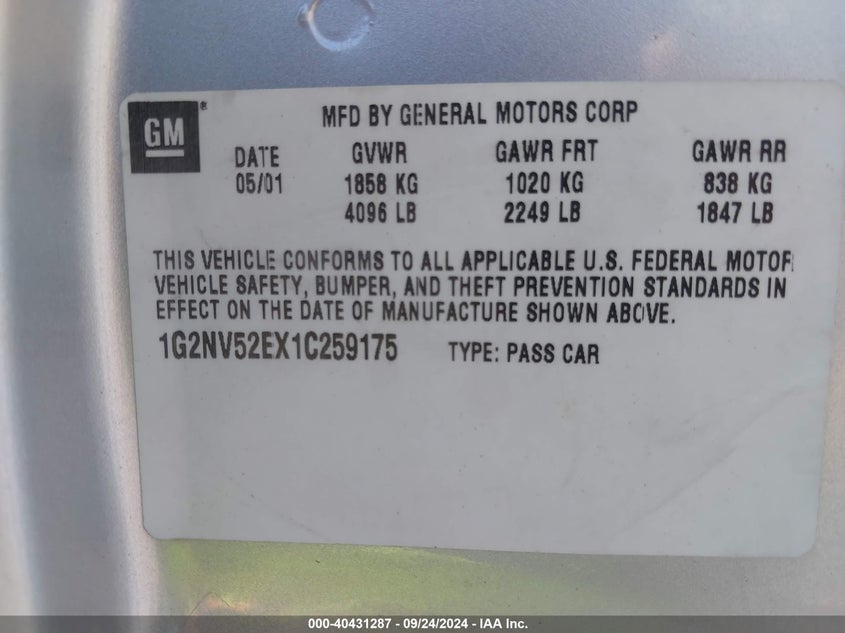 GM®
MFD BY GENERAL MOTORS CORP
DATE GVWR GAWR FRT GAWR RR
05/01 1858 KG 1020 KG 838 KG
4096 LB 2249 LB 1847 LB
THIS VEHICLE CONFORMS TO ALL APPLICABLE U.S. FEDERAL MOTOR
VEHICLE SAFETY, BUMPER, AND THEFT PREVENTION STANDARDS IN
EFFECT ON THE DATE OF MANUFACTURE SHOWN ABOVE.
1G2NV52EX1C259175 TYPE: PASS CAR
000-40431287 - 09/24/2024 - IAA Inc.